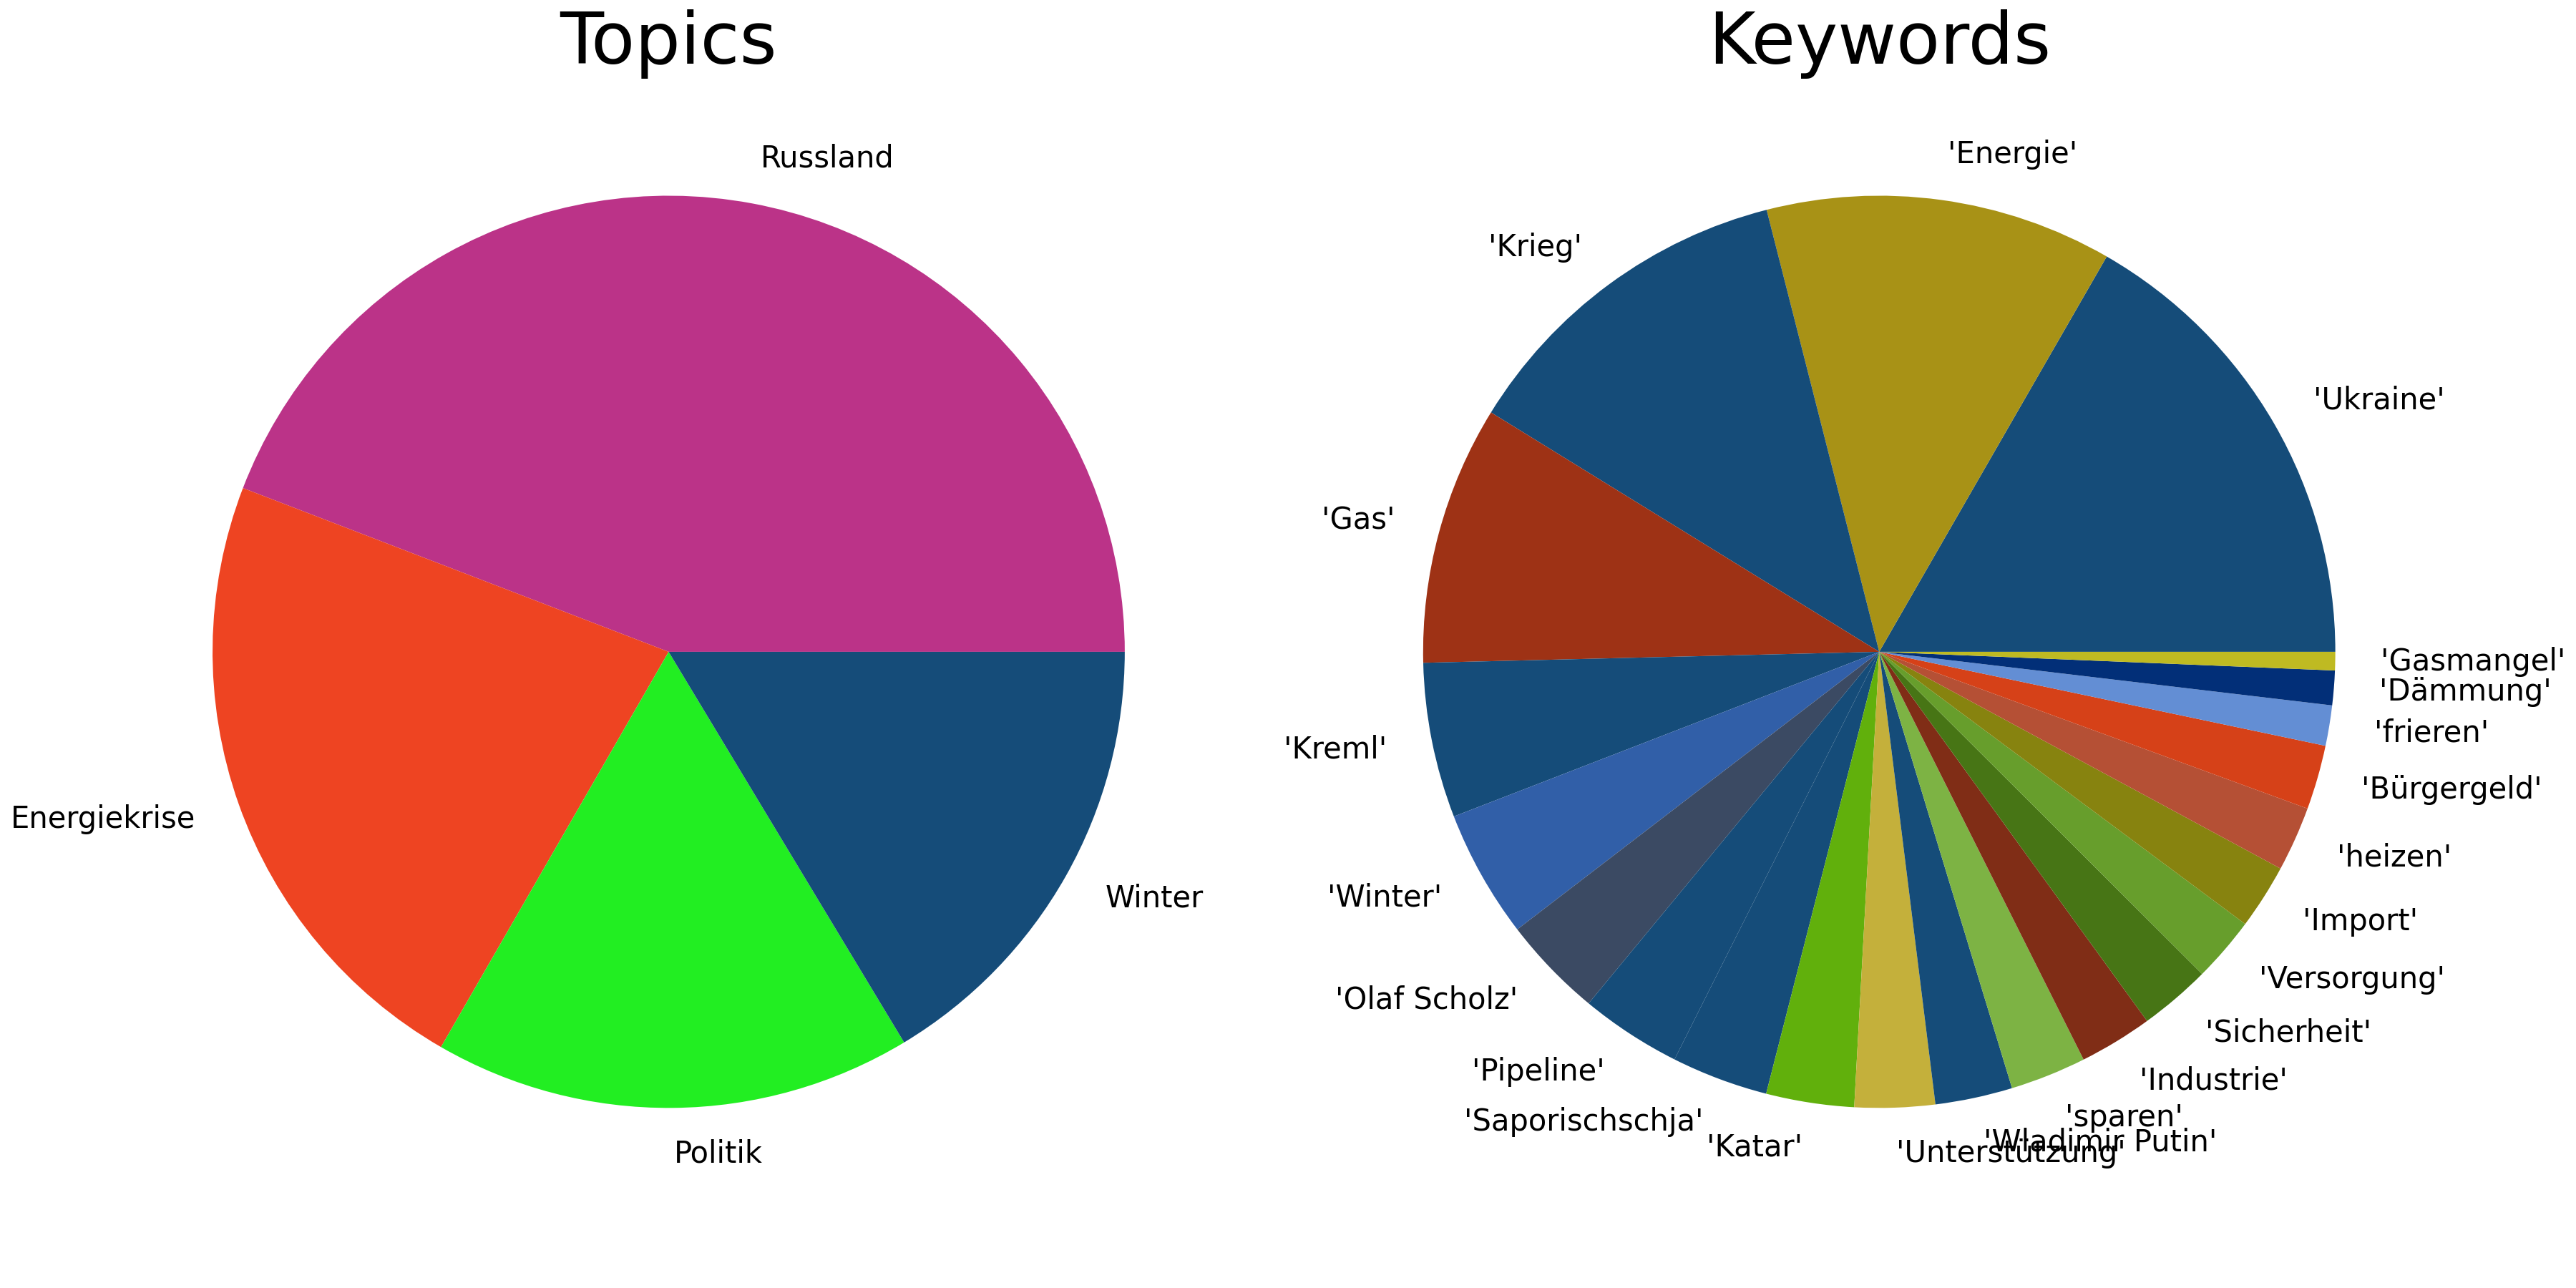 Topics
Russland
Energiekrise
Politik
Winter
Keywords
'Energie'
'Krieg'
'Ukraine'
'Gas'
'Gasmangel'
'Dämmung'
'frieren'
'Kreml'
'Bürgergeld'
'heizen'
'Winter'
'Import'
'Versorgung'
'Olaf Scholz'
'Sicherheit'
'Pipeline'
'Industrie'
'sparen'
'Saporischschja'
'Wladimir Putin'
'Katar'
'Unterstützung'